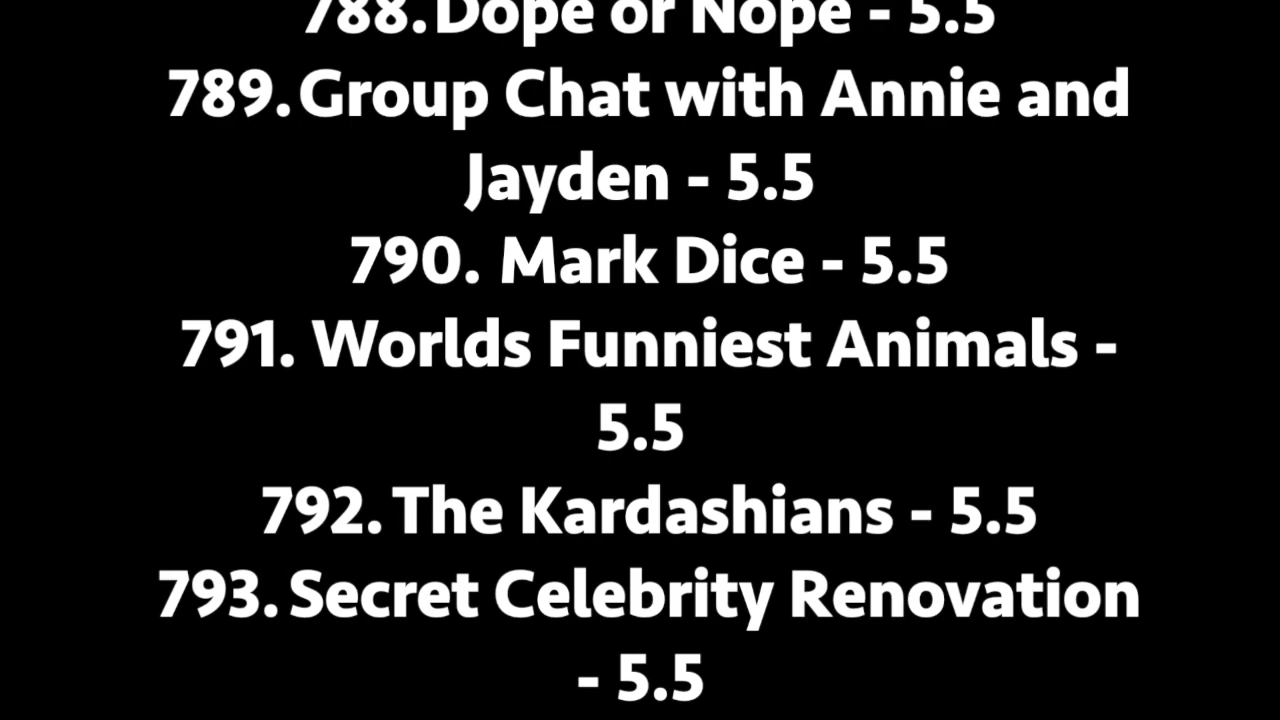 788. Dope or Nope - 5.5
789. Group Chat with Annie and
Jayden - 5.5
790. Mark Dice - 5.5
791. Worlds Funniest Animals -
5.5
792. The Kardashians - 5.5
793. Secret Celebrity Renovation
- 5.5